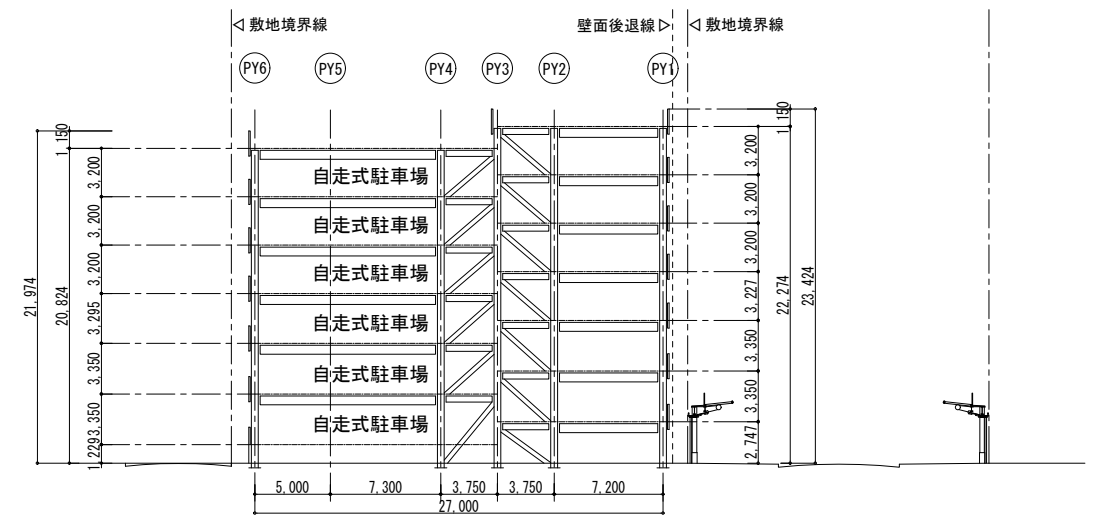 ◁ 敷地境界線
壁面後退線 ▷
◁ 敷地境界線
PY6
PY5
PY4
PY3
PY2
PY1
自走式駐車場
自走式駐車場
自走式駐車場
自走式駐車場
自走式駐車場
自走式駐車場
21,974
20,824
1,150
3,200
3,200
3,200
3,295
3,350
3,350
1,229
1,150
3,200
3,200
3,200
3,227
3,350
3,350
2,747
22,274
23,424
5,000
7,300
3,750
3,750
7,200
27,000